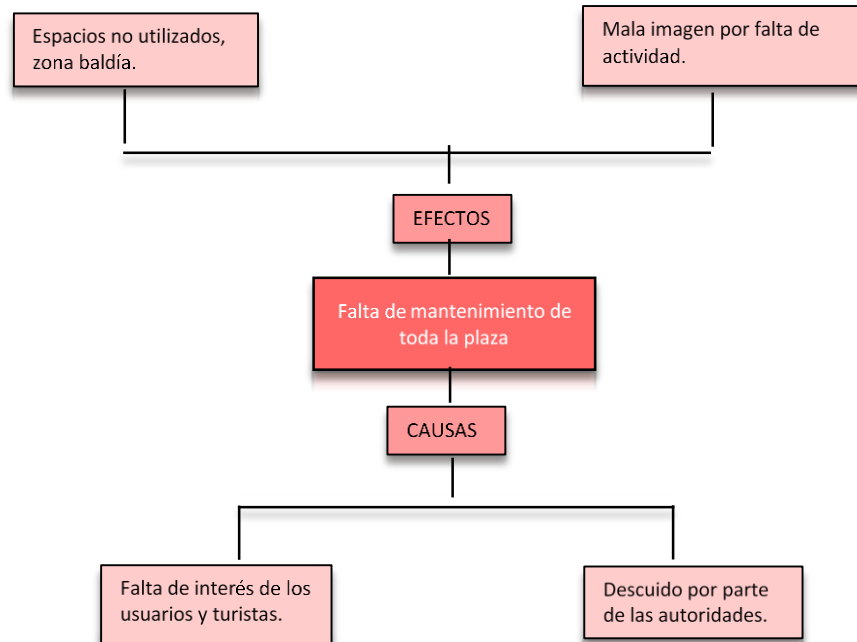 Espacios no utilizados,
zona baldía.
Mala imagen por falta de
actividad.
EFECTOS
Falta de mantenimiento de
toda la plaza
CAUSAS
Falta de interés de los
usuarios y turistas.
Descuido por parte
de las autoridades.